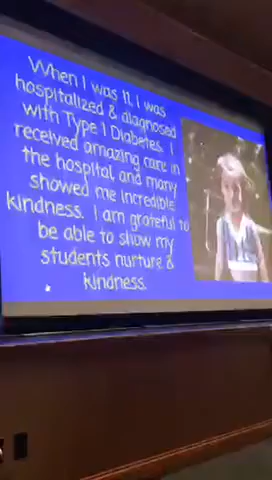 When I was 11, I was
hospitalized & diagnosed
with Type 1 Diabetes. I
received amazing care in
the hospital and many
showed me incredible
kindness. I am grateful to
be able to show my
students nurture &
kindness.